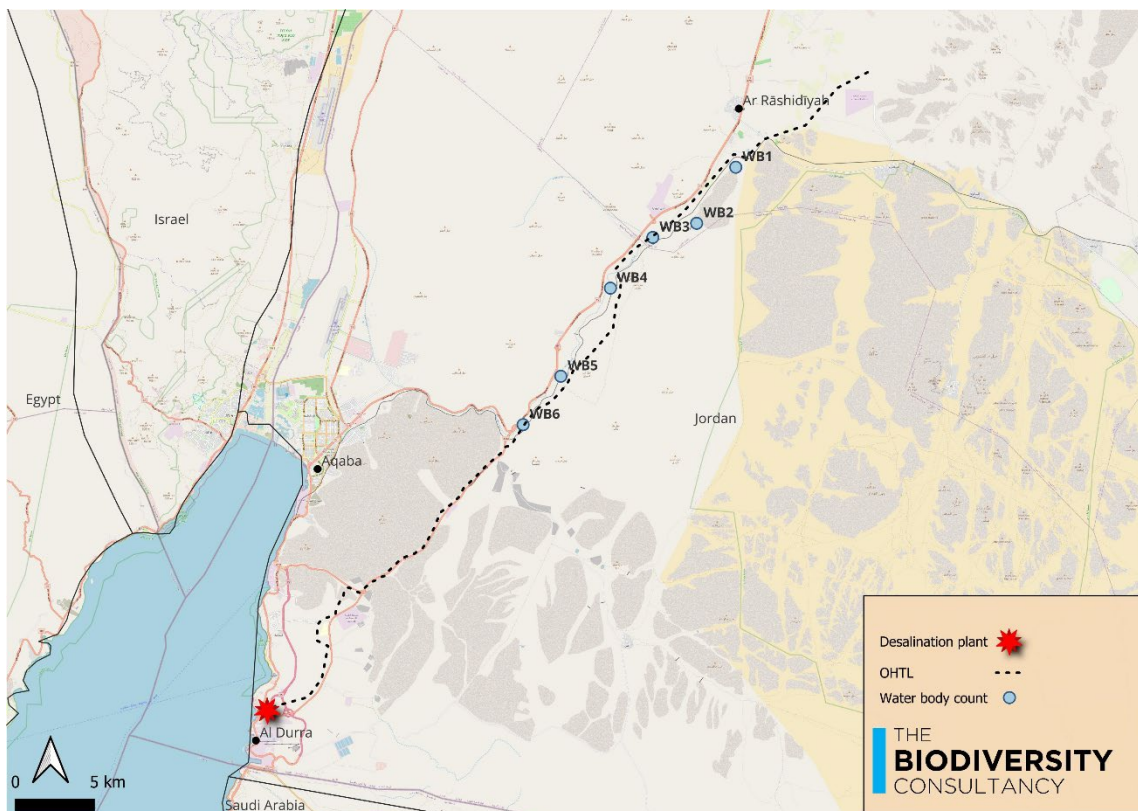 Ar Rāshidīyah
WB1
Israel
WB2
WB3
WB4
WB5
Egypt
Jordan
WB6
Aqaba
Desalination plant
OHTL
Water body count
Al Durra
THE
BIODIVERSITY
CONSULTANCY
0 5 km
Saudi Arabia